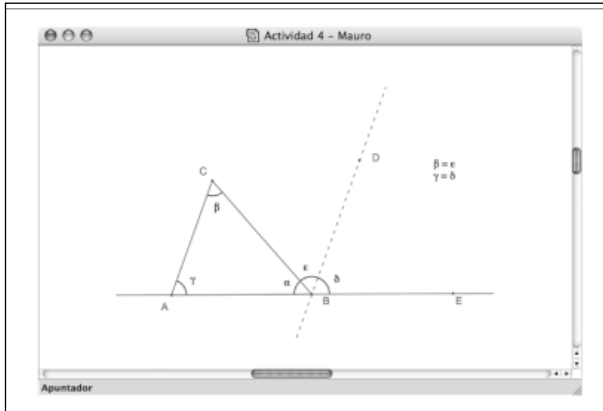 Actividad 4 – Mauro
C
D
β = ε
γ = δ
β
γ
ε
α
δ
A
B
E
Apuntador